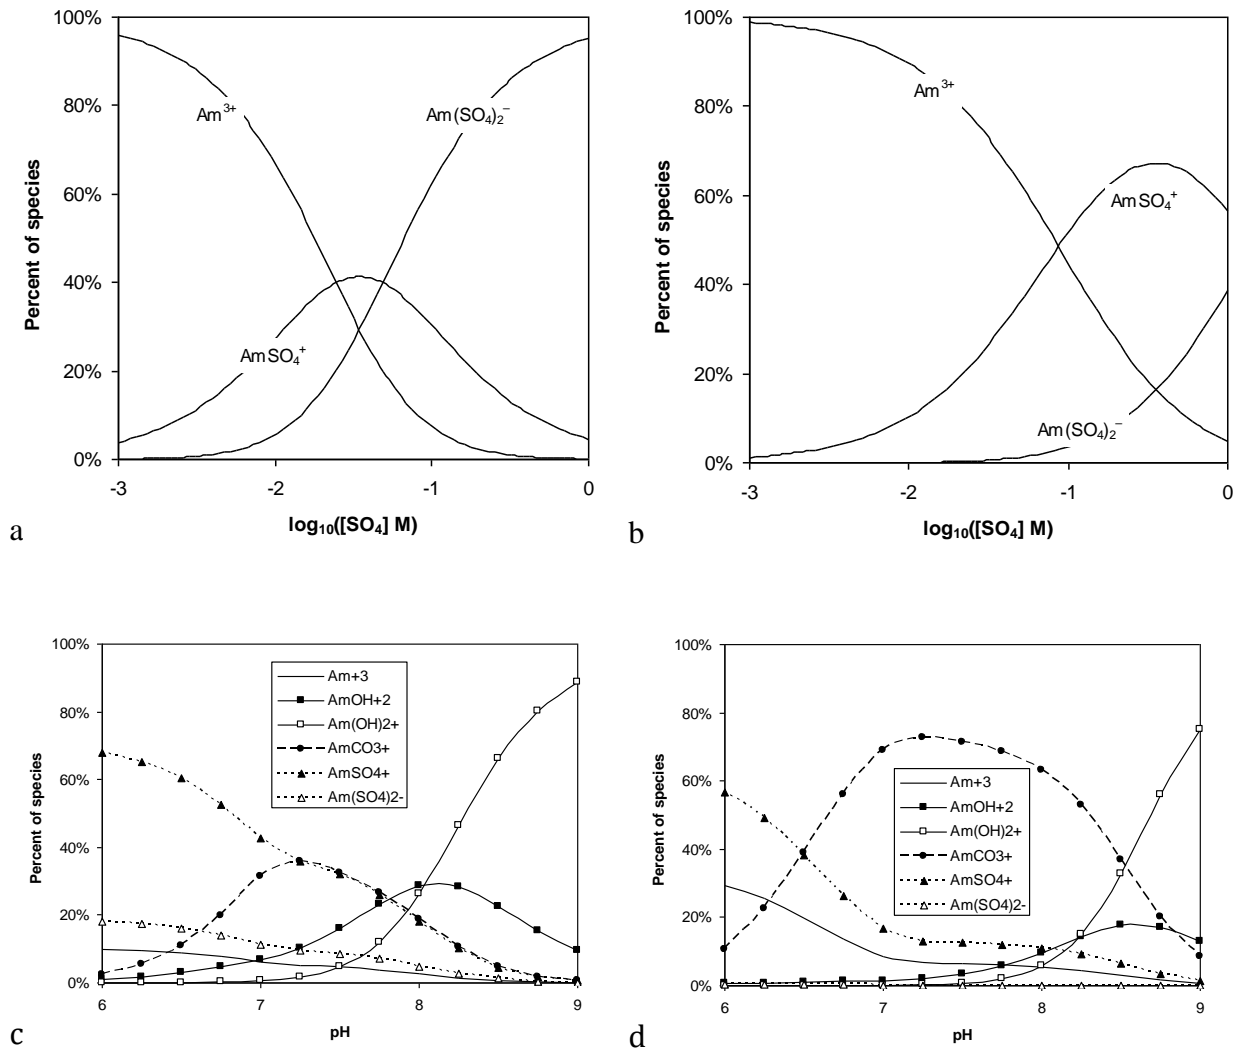 100%
80%
60%
40%
20%
0%
Percent of species
Am³⁺
Am(SO₄)₂⁻
AmSO₄⁺
-3
-2
-1
0
log₁₀([SO₄] M)
a
100%
80%
60%
40%
20%
0%
Percent of species
Am³⁺
AmSO₄⁺
Am(SO₄)₂⁻
-3
-2
-1
0
log₁₀([SO₄] M)
b
100%
80%
60%
40%
20%
0%
Percent of species
Am+3
AmOH+2
Am(OH)2+
AmCO3+
AmSO4+
Am(SO4)2-
6
7
8
9
pH
c
100%
80%
60%
40%
20%
0%
Percent of species
Am+3
AmOH+2
Am(OH)2+
AmCO3+
AmSO4+
Am(SO4)2-
6
7
8
9
pH
d